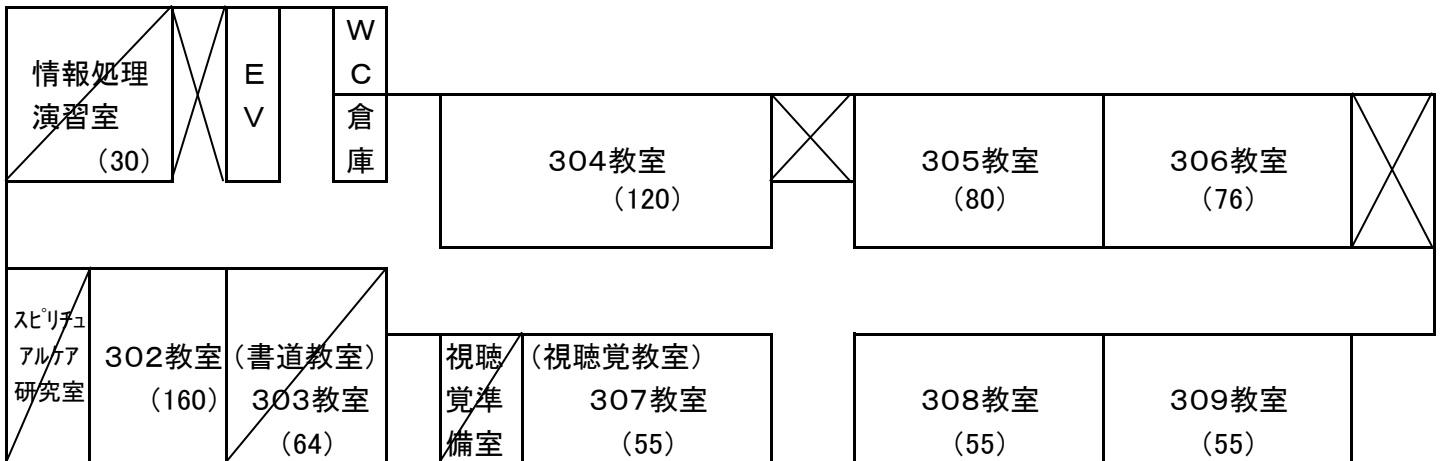 情報処理
演習室
（30）
ＥＶ
ＷＣ
倉庫
３０４教室
（120）
３０５教室
（80）
３０６教室
（76）
スピリチュ
アルケア
研究室
３０２教室
（160）
（書道教室）
３０３教室
（64）
視聴
覚準
備室
（視聴覚教室）
３０７教室
（55）
３０８教室
（55）
３０９教室
（55）